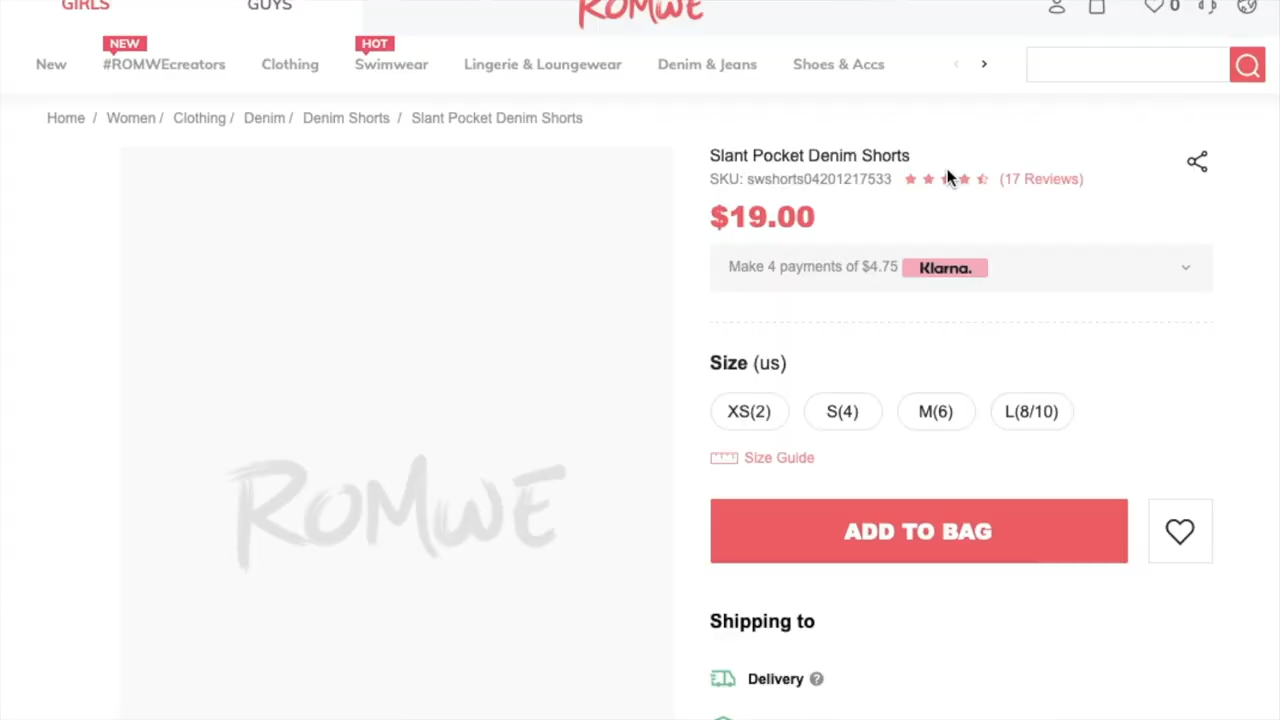 GIRLS
GUYS
ROMWE
0
NEW
HOT
New
#ROMWEcreators
Clothing
Swimwear
Lingerie & Loungewear
Denim & Jeans
Shoes & Accs
Home / Women / Clothing / Denim / Denim Shorts / Slant Pocket Denim Shorts
Slant Pocket Denim Shorts
SKU: swshorts04201217533
(17 Reviews)
$19.00
Make 4 payments of $4.75 Klarna.
Size (us)
XS(2)
S(4)
M(6)
L(8/10)
Size Guide
ROMWE
ADD TO BAG
Shipping to
Delivery ?